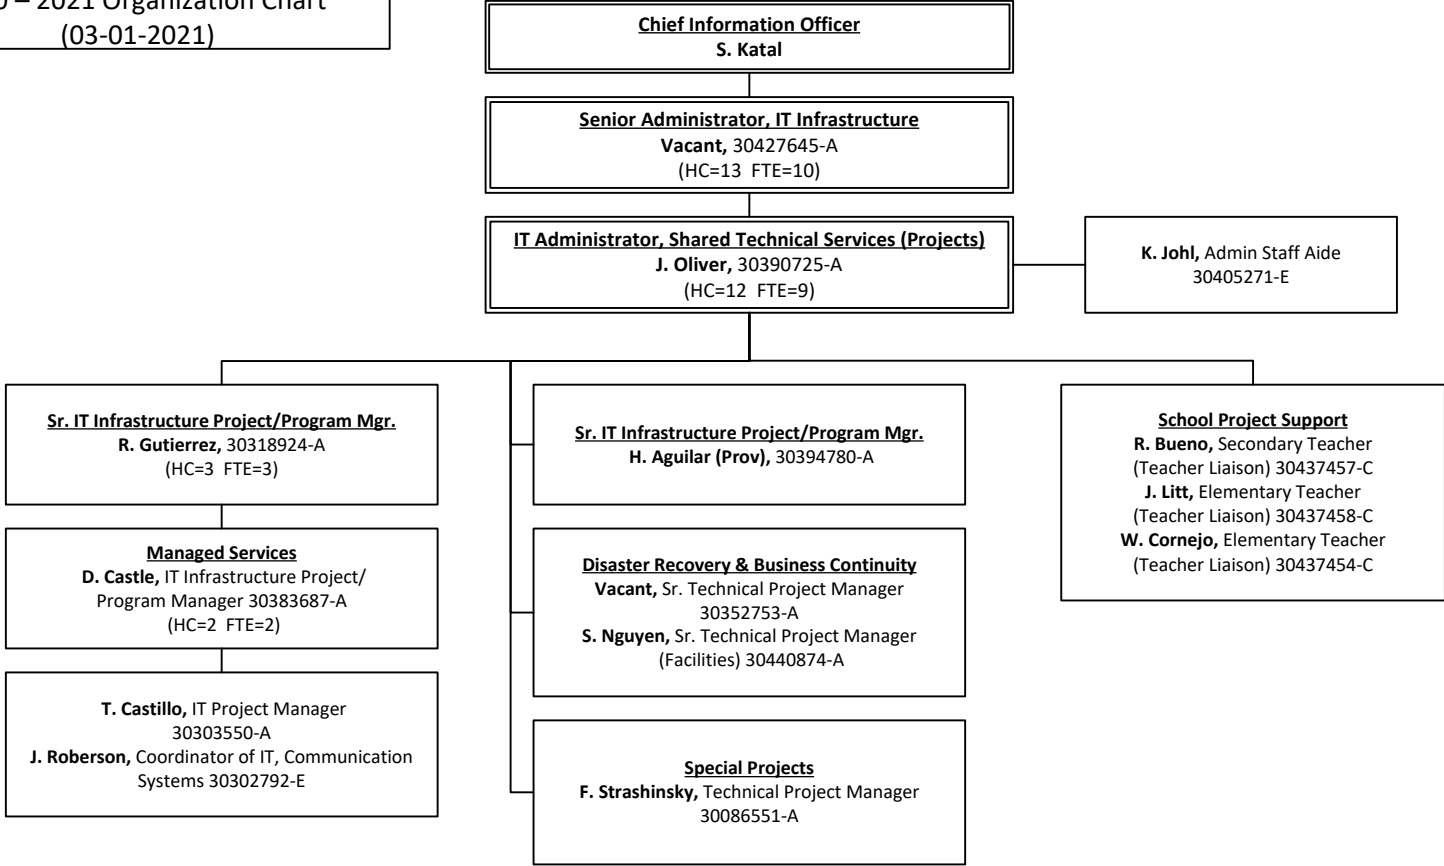 – 2021 Organization Chart
(03-01-2021)
Chief Information Officer
S. Katal
Senior Administrator, IT Infrastructure
Vacant, 30427645-A
(HC=13 FTE=10)
IT Administrator, Shared Technical Services (Projects)
J. Oliver, 30390725-A
(HC=12 FTE=9)
K. Johl, Admin Staff Aide
30405271-E
Sr. IT Infrastructure Project/Program Mgr.
R. Gutierrez, 30318924-A
(HC=3 FTE=3)
Managed Services
D. Castle, IT Infrastructure Project/
Program Manager 30383687-A
(HC=2 FTE=2)
T. Castillo, IT Project Manager
30303550-A
J. Roberson, Coordinator of IT, Communication
Systems 30302792-E
Sr. IT Infrastructure Project/Program Mgr.
H. Aguilar (Prov), 30394780-A
Disaster Recovery & Business Continuity
Vacant, Sr. Technical Project Manager
30352753-A
S. Nguyen, Sr. Technical Project Manager
(Facilities) 30440874-A
Special Projects
F. Strashinsky, Technical Project Manager
30086551-A
School Project Support
R. Bueno, Secondary Teacher
(Teacher Liaison) 30437457-C
J. Litt, Elementary Teacher
(Teacher Liaison) 30437458-C
W. Cornejo, Elementary Teacher
(Teacher Liaison) 30437454-C